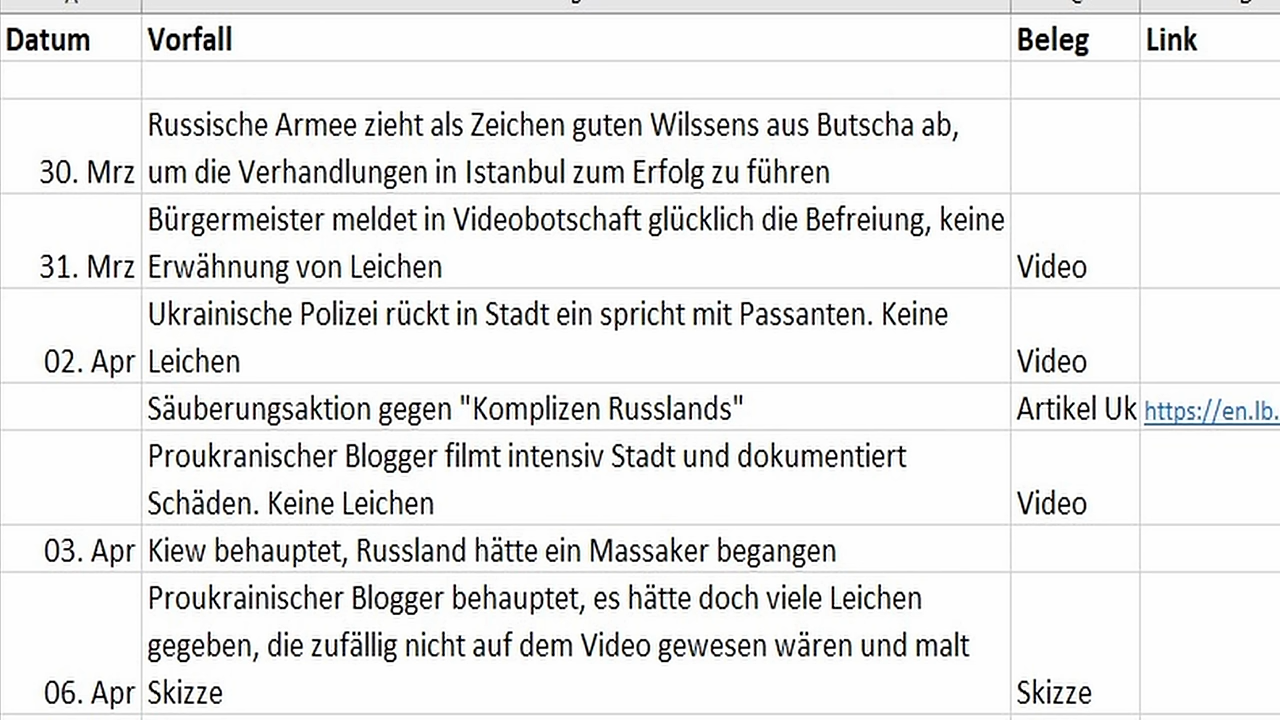 Datum Vorfall Beleg Link
Russische Armee zieht als Zeichen guten Wilssens aus Butscha ab,
30. Mrz um die Verhandlungen in Istanbul zum Erfolg zu führen
Bürgermeister meldet in Videobotschaft glücklich die Befreiung, keine
31. Mrz Erwähnung von Leichen Video
Ukrainische Polizei rückt in Stadt ein spricht mit Passanten. Keine
02. Apr Leichen Video
Säuberungsaktion gegen "Komplizen Russlands" Artikel Uk https://en.lb.
Proukranischer Blogger filmt intensiv Stadt und dokumentiert
Schäden. Keine Leichen Video
03. Apr Kiew behauptet, Russland hätte ein Massaker begangen
Proukrainischer Blogger behauptet, es hätte doch viele Leichen
gegeben, die zufällig nicht auf dem Video gewesen wären und malt
06. Apr Skizze Skizze